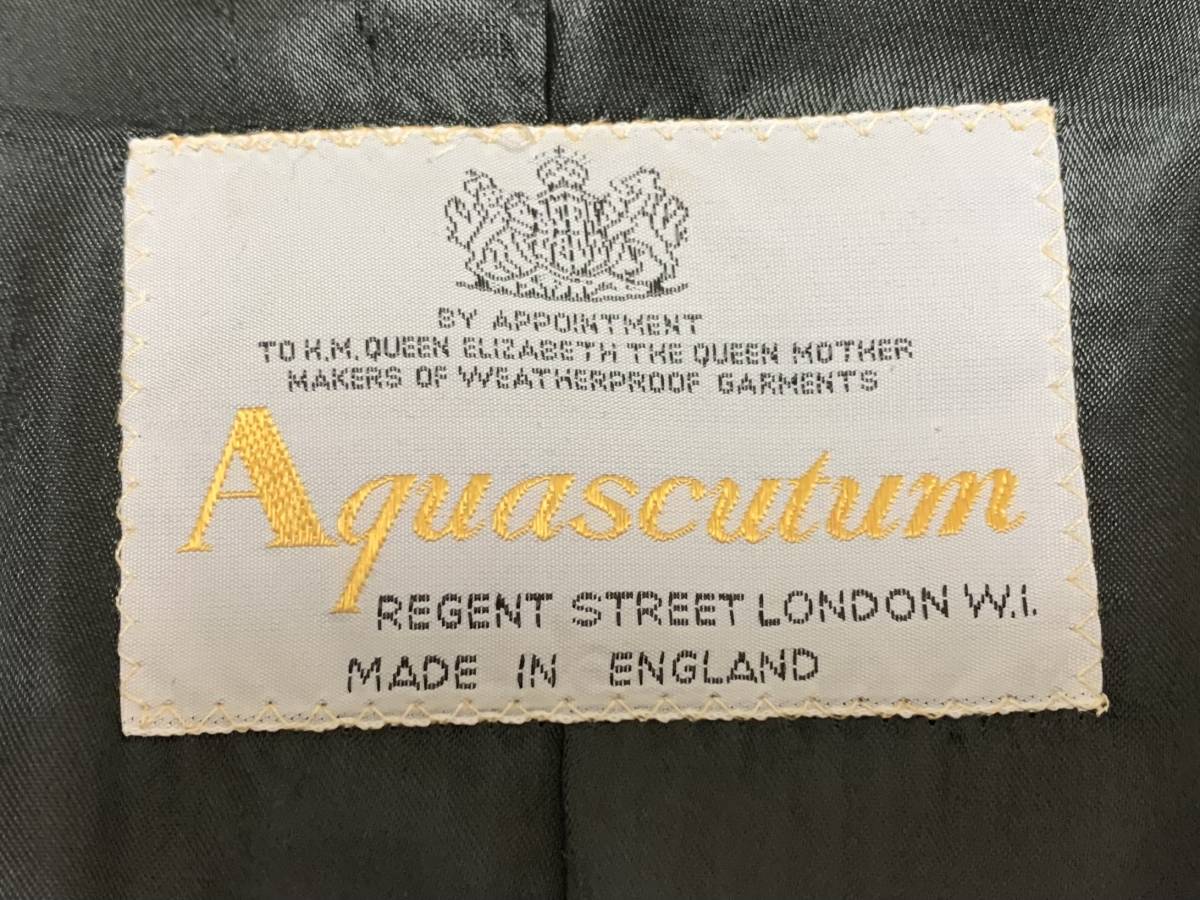 BY APPOINTMENT
TO H.M. QUEEN ELIZABETH THE QUEEN MOTHER
MAKERS OF WEATHERPROOF GARMENTS
Aquascutum
REGENT STREET LONDON W.1.
MADE IN ENGLAND